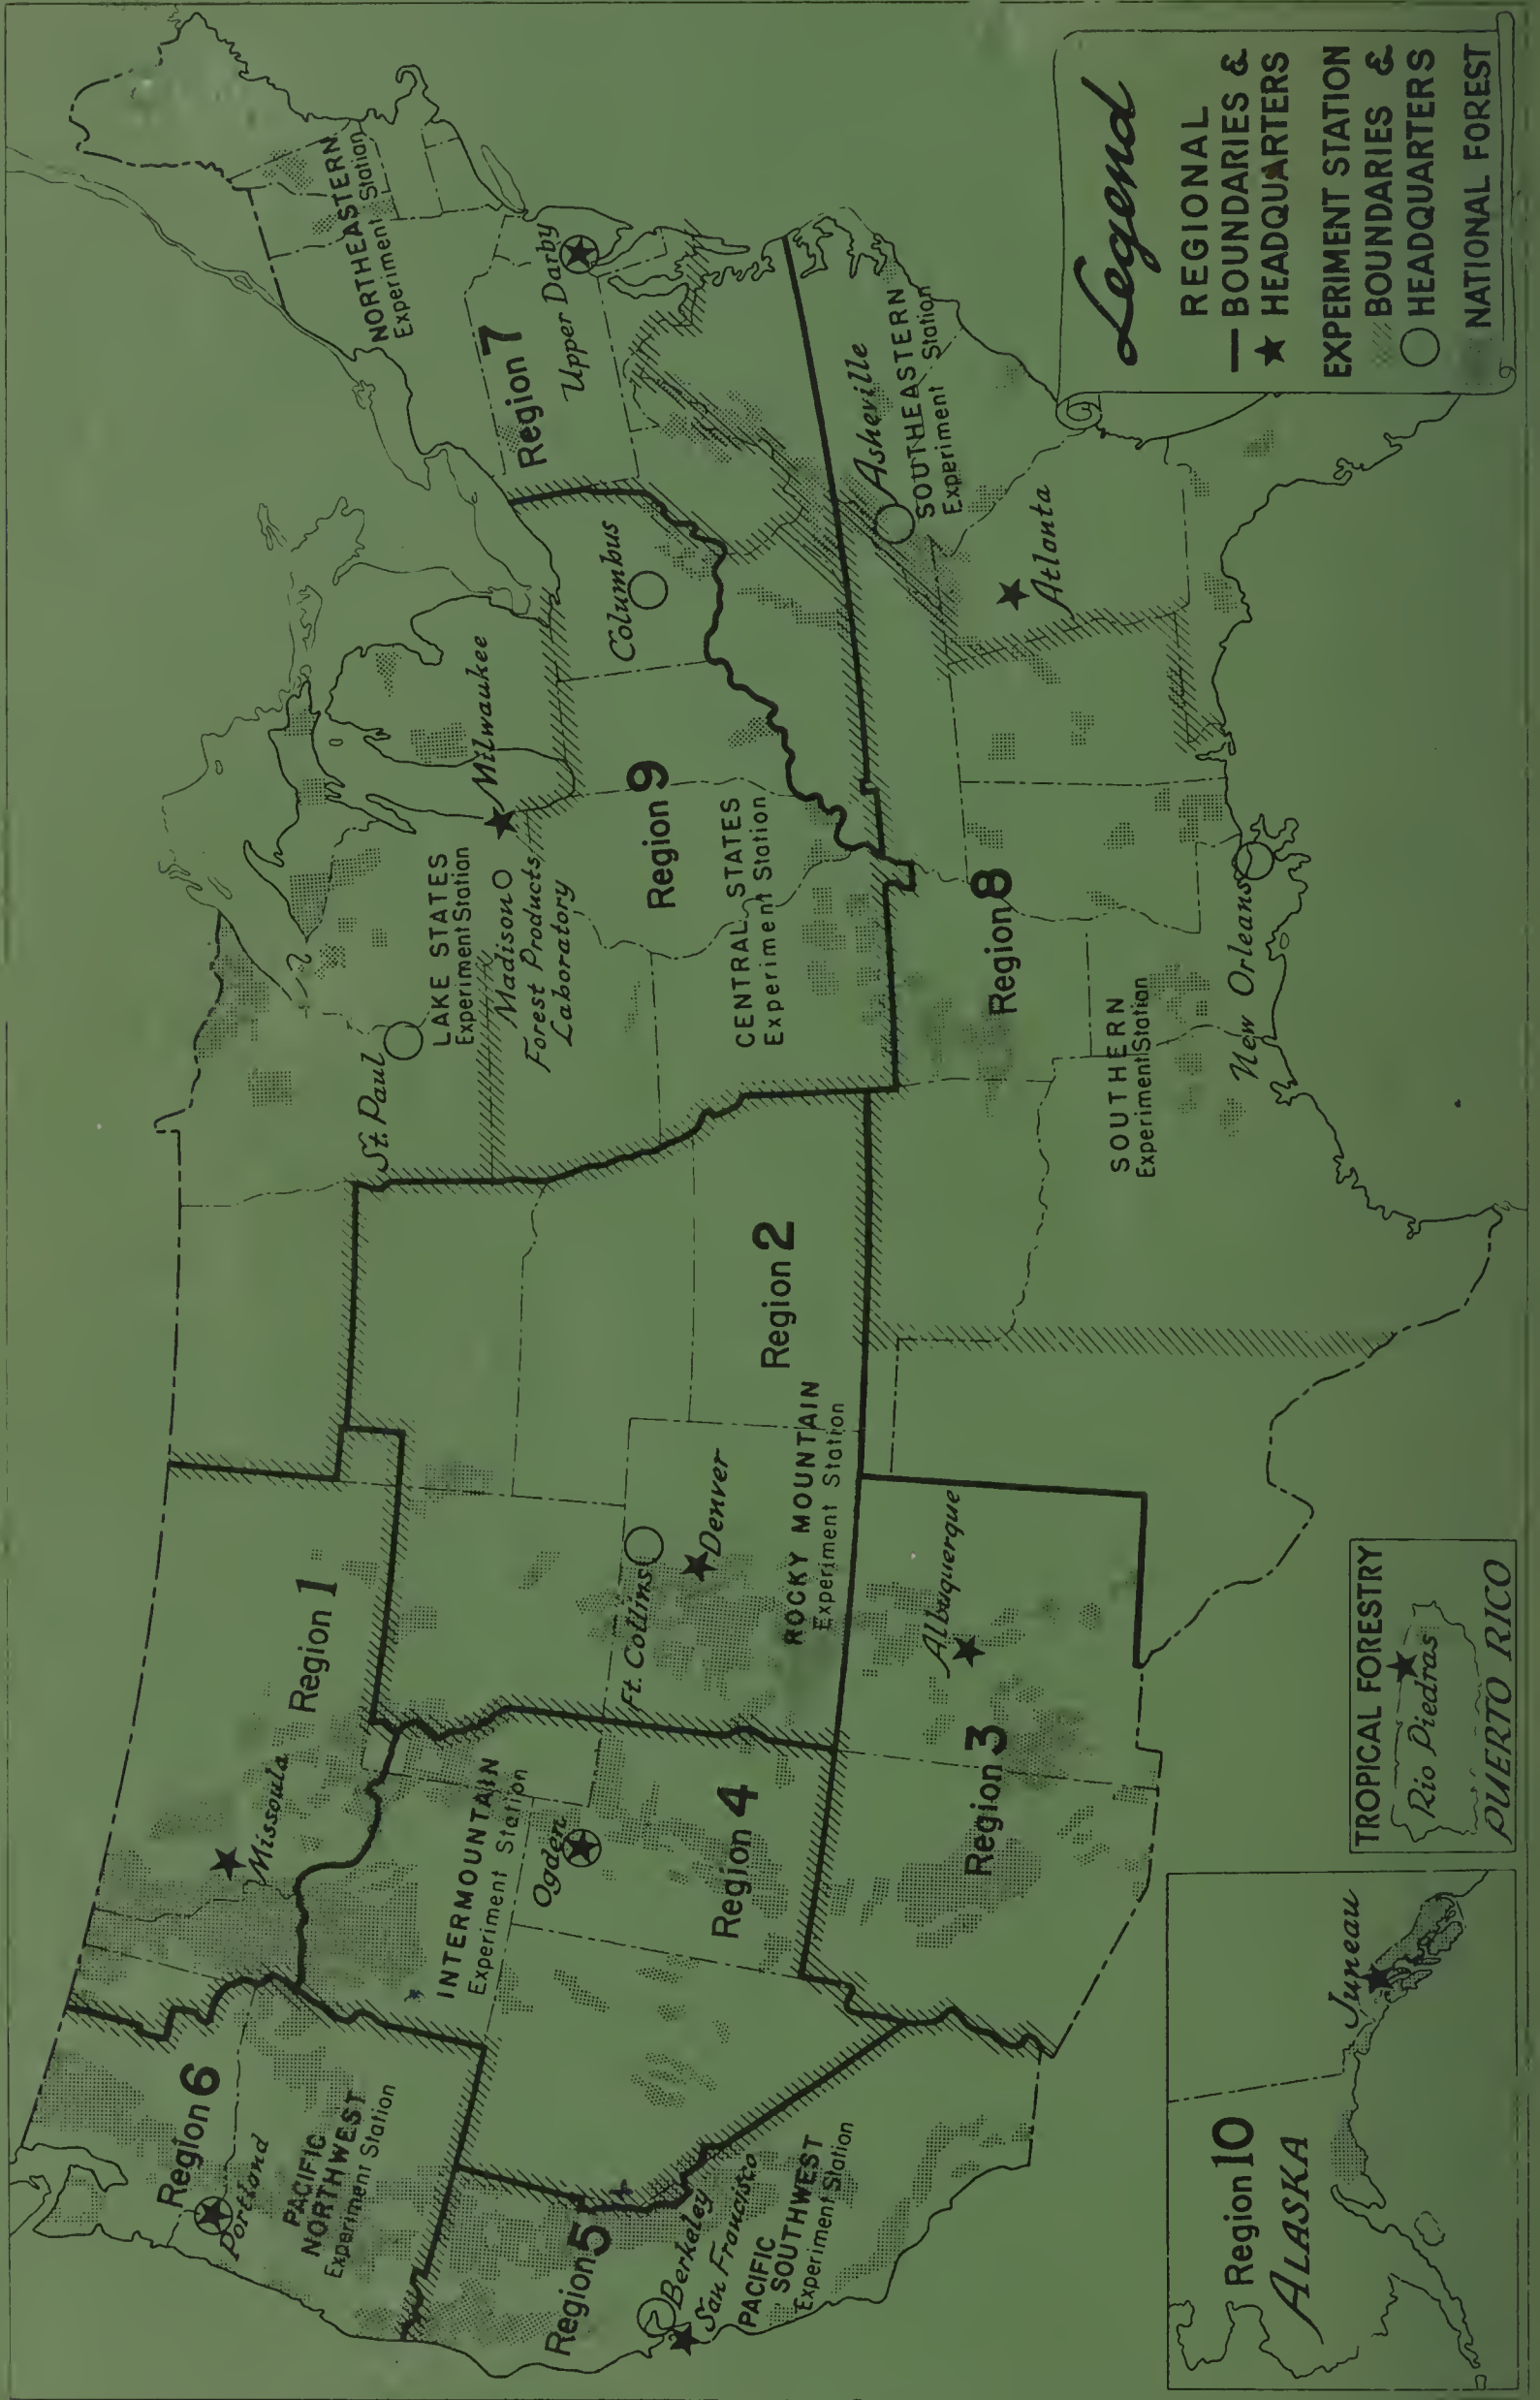 Region 6
Portland
PACIFIC
NORTHWEST
Experiment Station
Region 5
Berkeley
San Francisco
PACIFIC
SOUTHWEST
Experiment Station
Missoula
Region 1
INTERMOUNTAIN
Experiment Station
Ogden
Region 4
Ft. Collins
Denver
ROCKY MOUNTAIN
Experiment Station
Region 2
Albuquerque
Region 3
St. Paul
LAKE STATES
Experiment Station
Madison
Forest Products
Laboratory
Milwaukee
Region 9
CENTRAL STATES
Experiment Station
Columbus
NORTHEASTERN
Experiment Station
Region 7
Upper Darby
Asheville
SOUTHEASTERN
Experiment Station
Atlanta
Region 8
SOUTHERN
Experiment Station
New Orleans
Region 10
ALASKA
Juneau
TROPICAL FORESTRY
Rio Piedras
PUERTO RICO
Legend
REGIONAL
BOUNDARIES &
HEADQUARTERS
EXPERIMENT STATION
BOUNDARIES &
HEADQUARTERS
NATIONAL FOREST